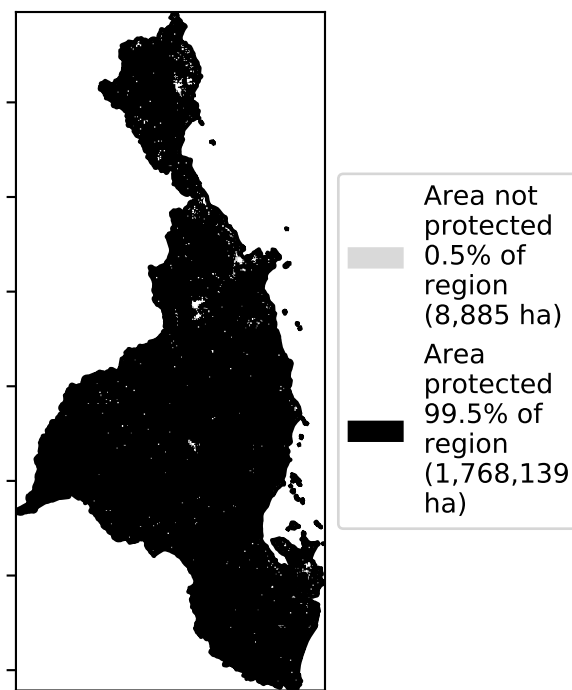 Area not
protected
0.5% of
region
(8,885 ha)
Area
protected
99.5% of
region
(1,768,139
ha)